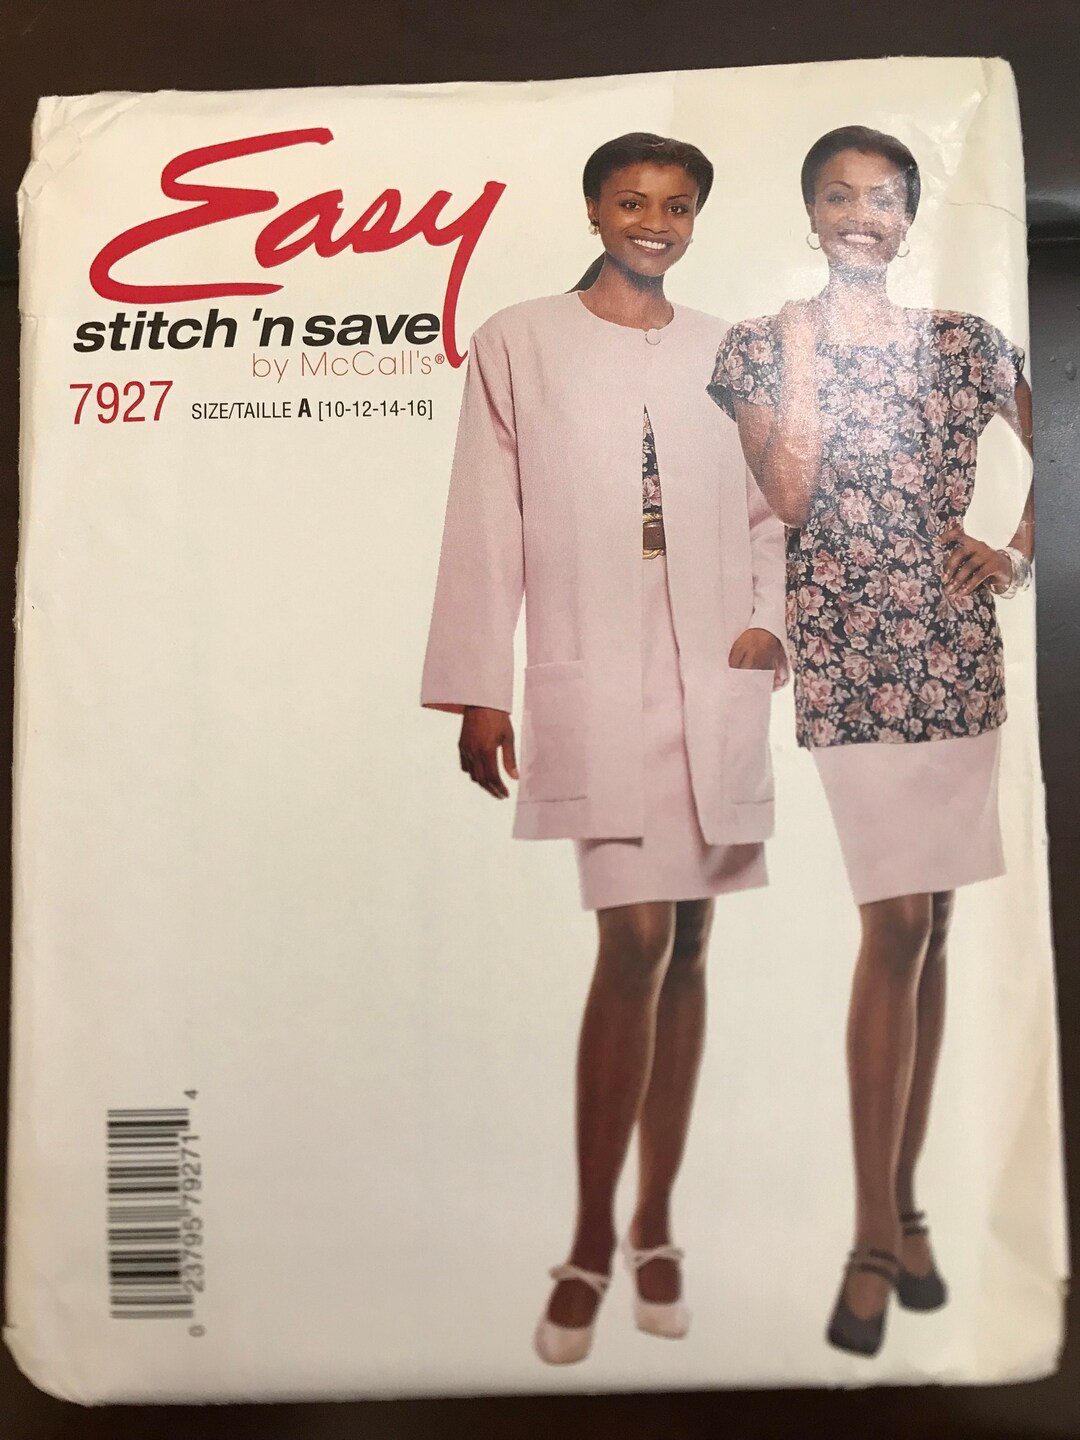 Easy
stitch 'n save
by McCall's®
7927 SIZE/TAILLE A [10-12-14-16]
0 23795 79271 4